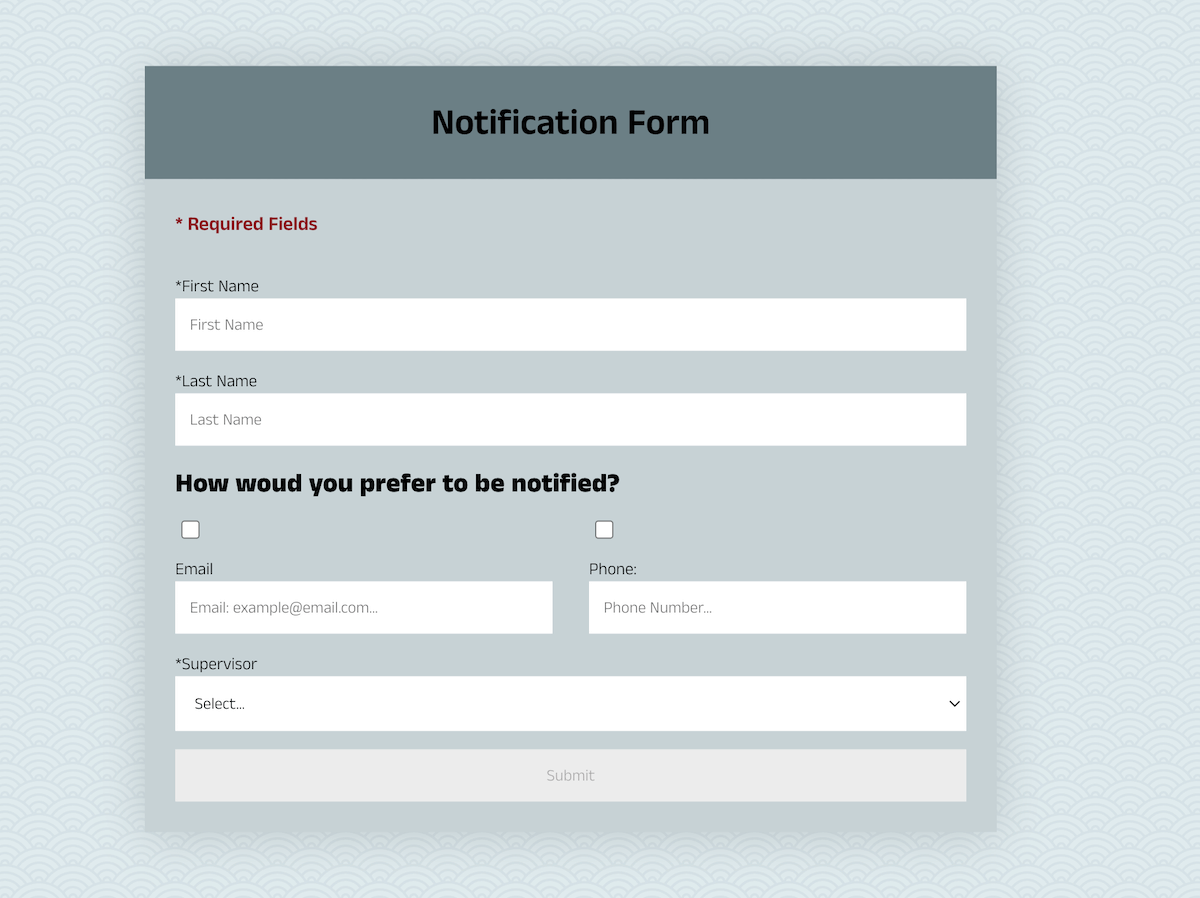 Notification Form
* Required Fields
*First Name
First Name
*Last Name
Last Name
How woud you prefer to be notified?
Email
Phone:
Email: example@email.com...
Phone Number...
*Supervisor
Select...
Submit